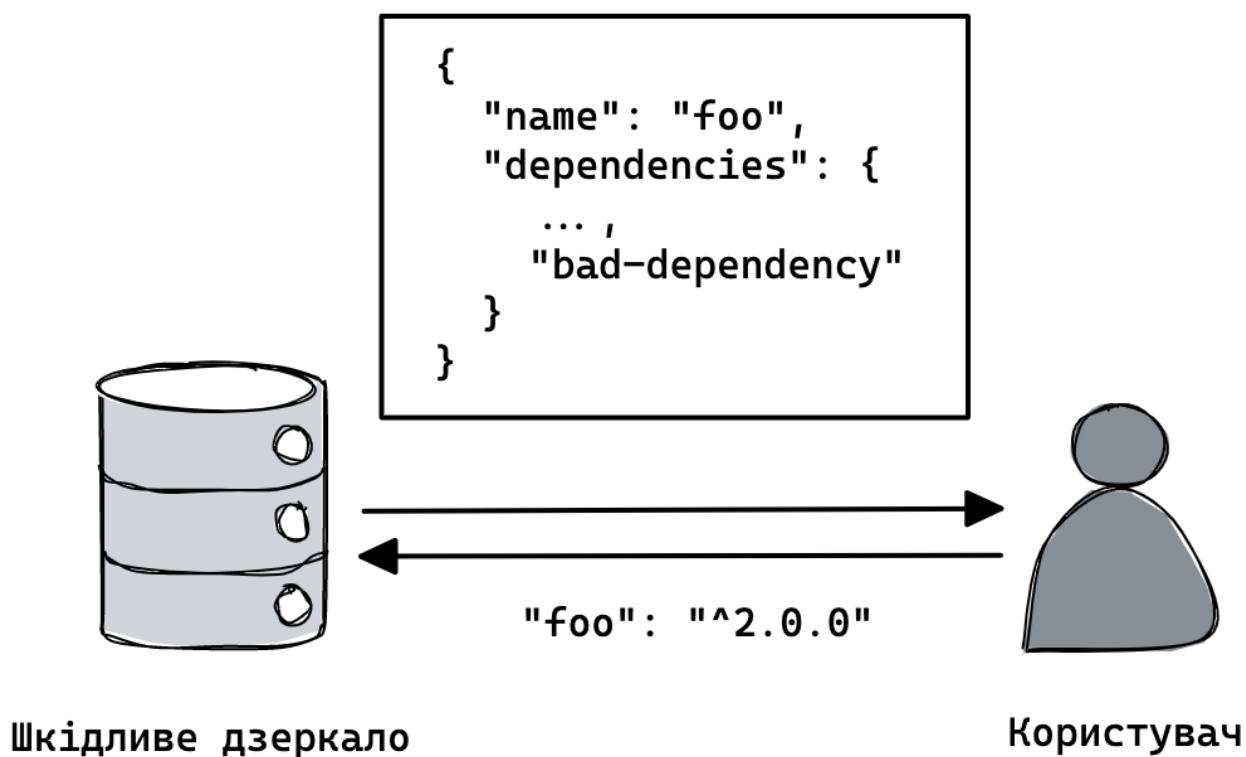 {
"name": "foo",
"dependencies": {
... ,
"bad-dependency"
}
}
"foo": "^2.0.0"
Шкідливе дзеркало
Користувач